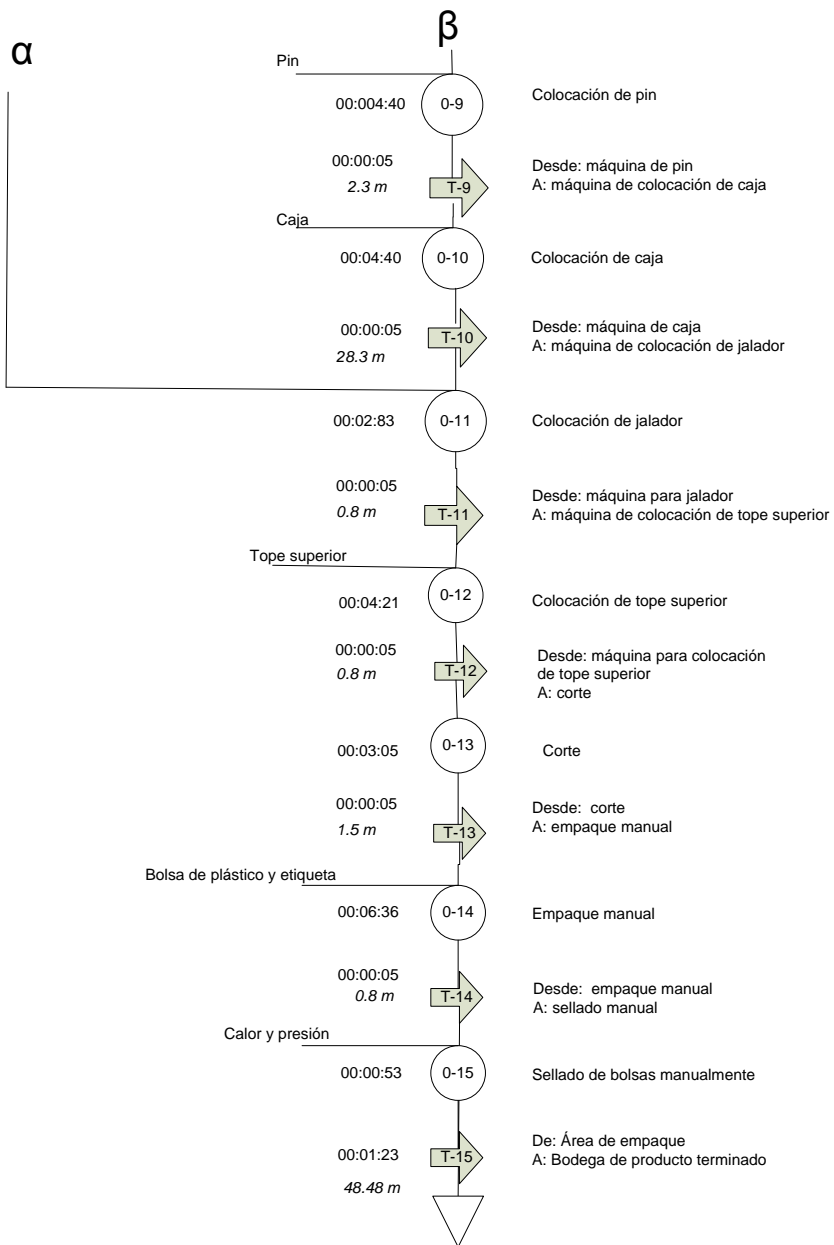 α
β
Pin
00:004:40
0-9
Colocación de pin
00:00:05
2.3 m
T-9
Desde: máquina de pin
A: máquina de colocación de caja
Caja
00:04:40
0-10
Colocación de caja
00:00:05
28.3 m
T-10
Desde: máquina de caja
A: máquina de colocación de jalador
00:02:83
0-11
Colocación de jalador
00:00:05
0.8 m
T-11
Desde: máquina para jalador
A: máquina de colocación de tope superior
Tope superior
00:04:21
0-12
Colocación de tope superior
00:00:05
0.8 m
T-12
Desde: máquina para colocación
de tope superior
A: corte
00:03:05
0-13
Corte
00:00:05
1.5 m
T-13
Desde: corte
A: empaque manual
Bolsa de plástico y etiqueta
00:06:36
0-14
Empaque manual
00:00:05
0.8 m
T-14
Desde: empaque manual
A: sellado manual
Calor y presión
00:00:53
0-15
Sellado de bolsas manualmente
00:01:23
48.48 m
T-15
De: Área de empaque
A: Bodega de producto terminado